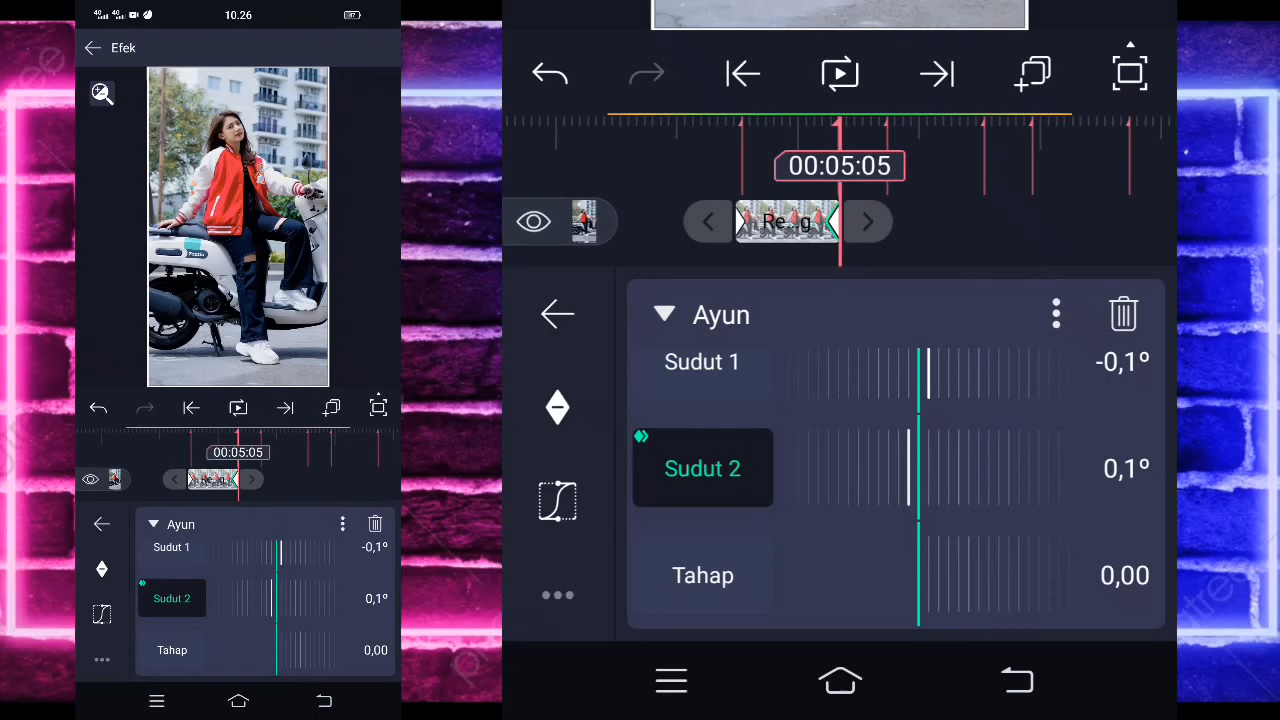 10.26
Efek
00:05:05
Ayun
Sudut 1
-0,1º
Sudut 2
0,1º
Tahap
0,00
00:05:05
Re...g
Ayun
Sudut 1
-0,1º
Sudut 2
0,1º
Tahap
0,00